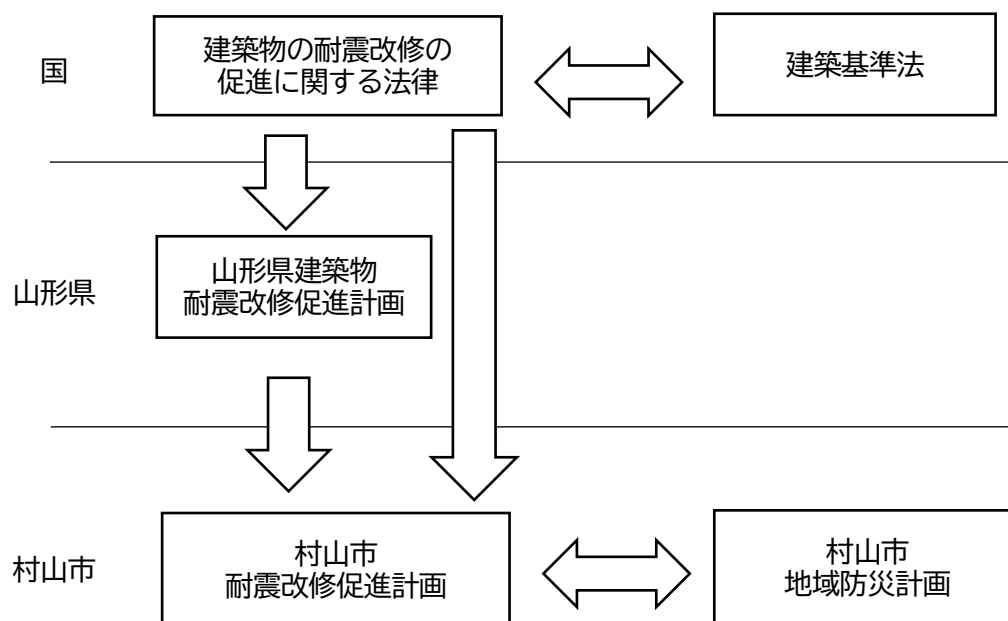 国
建築物の耐震改修の
促進に関する法律
建築基準法
山形県
山形県建築物
耐震改修促進計画
村山市
村山市
耐震改修促進計画
村山市
地域防災計画